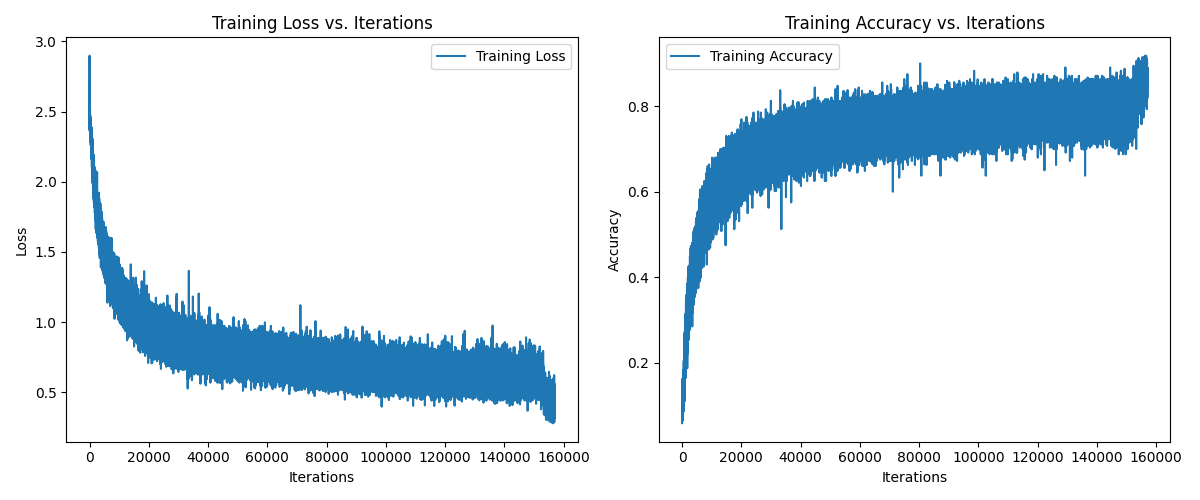 Training Loss vs. Iterations
Training Loss
Loss
3.0
2.5
2.0
1.5
1.0
0.5
0 20000 40000 60000 80000 100000 120000 140000 160000
Iterations
Training Accuracy vs. Iterations
Training Accuracy
Accuracy
0.8
0.6
0.4
0.2
0 20000 40000 60000 80000 100000 120000 140000 160000
Iterations